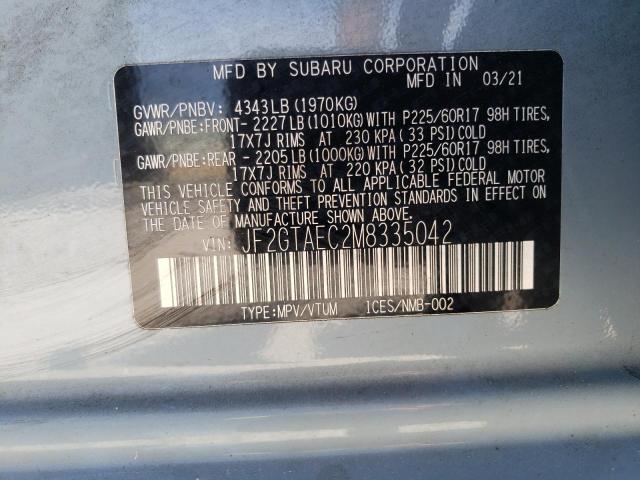 MFD BY SUBARU CORPORATION
MFD IN 03/21
GVWR/PNBV: 4343LB(1970KG)
GAWR/PNBE:FRONT- 2227LB(1010KG)WITH P225/60R17 98H TIRES,
17X7J RIMS AT 230 KPA( 33 PSI)COLD
GAWR/PNBE:REAR - 2205LB(1000KG)WITH P225/60R17 98H TIRES,
17X7J RIMS AT 220 KPA( 32 PSI)COLD
THIS VEHICLE CONFORMS TO ALL APPLICABLE FEDERAL MOTOR
VEHICLE SAFETY AND THEFT PREVENTION STANDARDS IN EFFECT ON
THE DATE OF MANUFACTURE SHOWN ABOVE.
VIN: JF2GTAEC2M8335042
TYPE:MPV/VTUM ICES/NMB-002